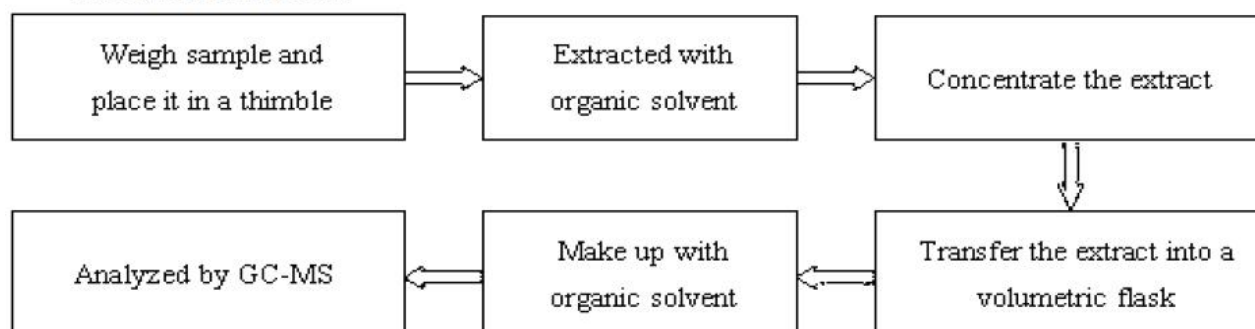 Weigh sample and
place it in a thimble
Extracted with
organic solvent
Concentrate the extract
Transfer the extract into a
volumetric flask
Make up with
organic solvent
Analyzed by GC-MS